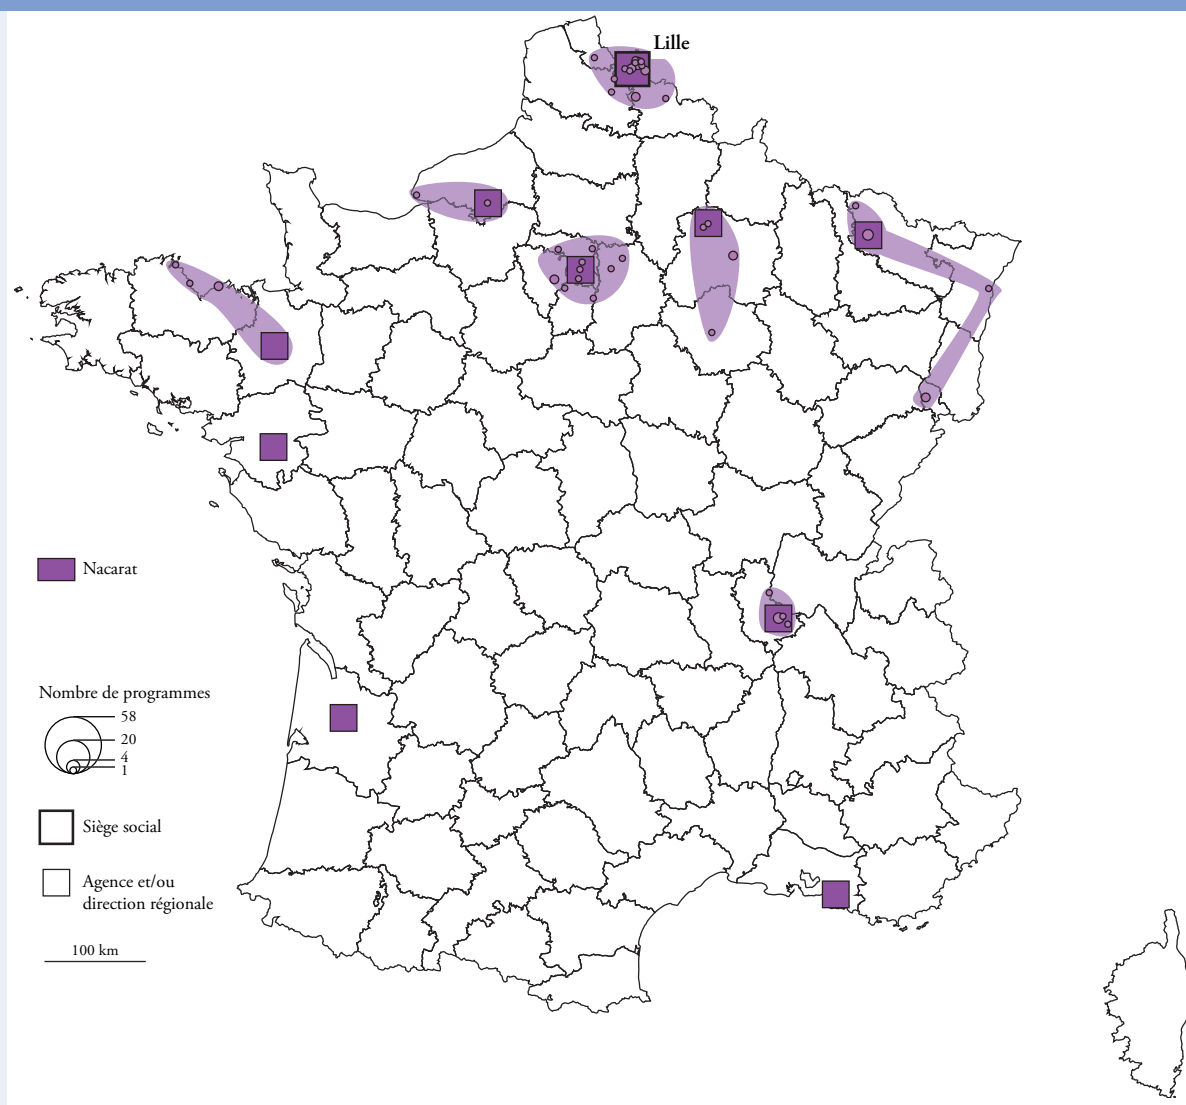 Lille
Nacarat
Nombre de programmes
58
20
4
1
Siège social
Agence et/ou
direction régionale
100 km